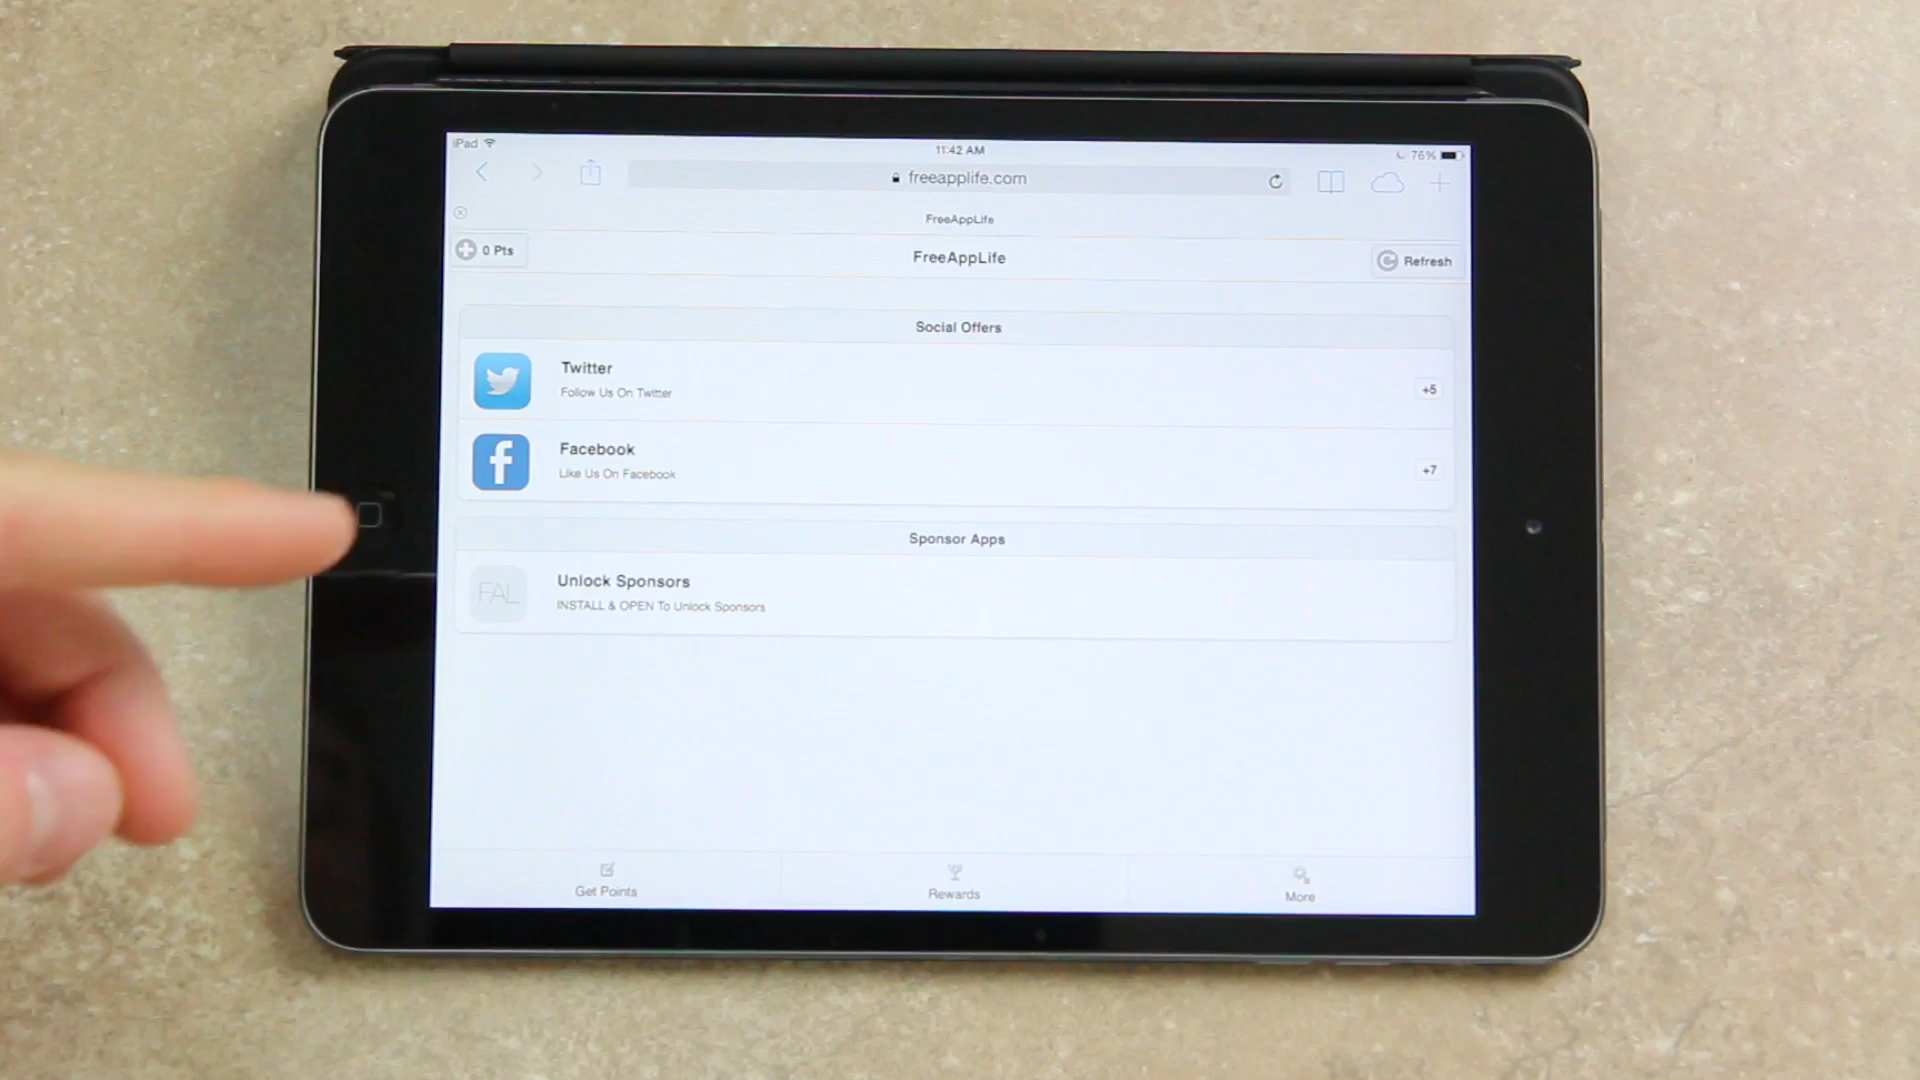 iPad
11:42 AM
76%
freeapplife.com
FreeAppLife
0 Pts
FreeAppLife
Refresh
Social Offers
Twitter
Follow Us On Twitter
+5
Facebook
Like Us On Facebook
+7
Sponsor Apps
FAL
Unlock Sponsors
INSTALL & OPEN To Unlock Sponsors
Get Points
Rewards
More